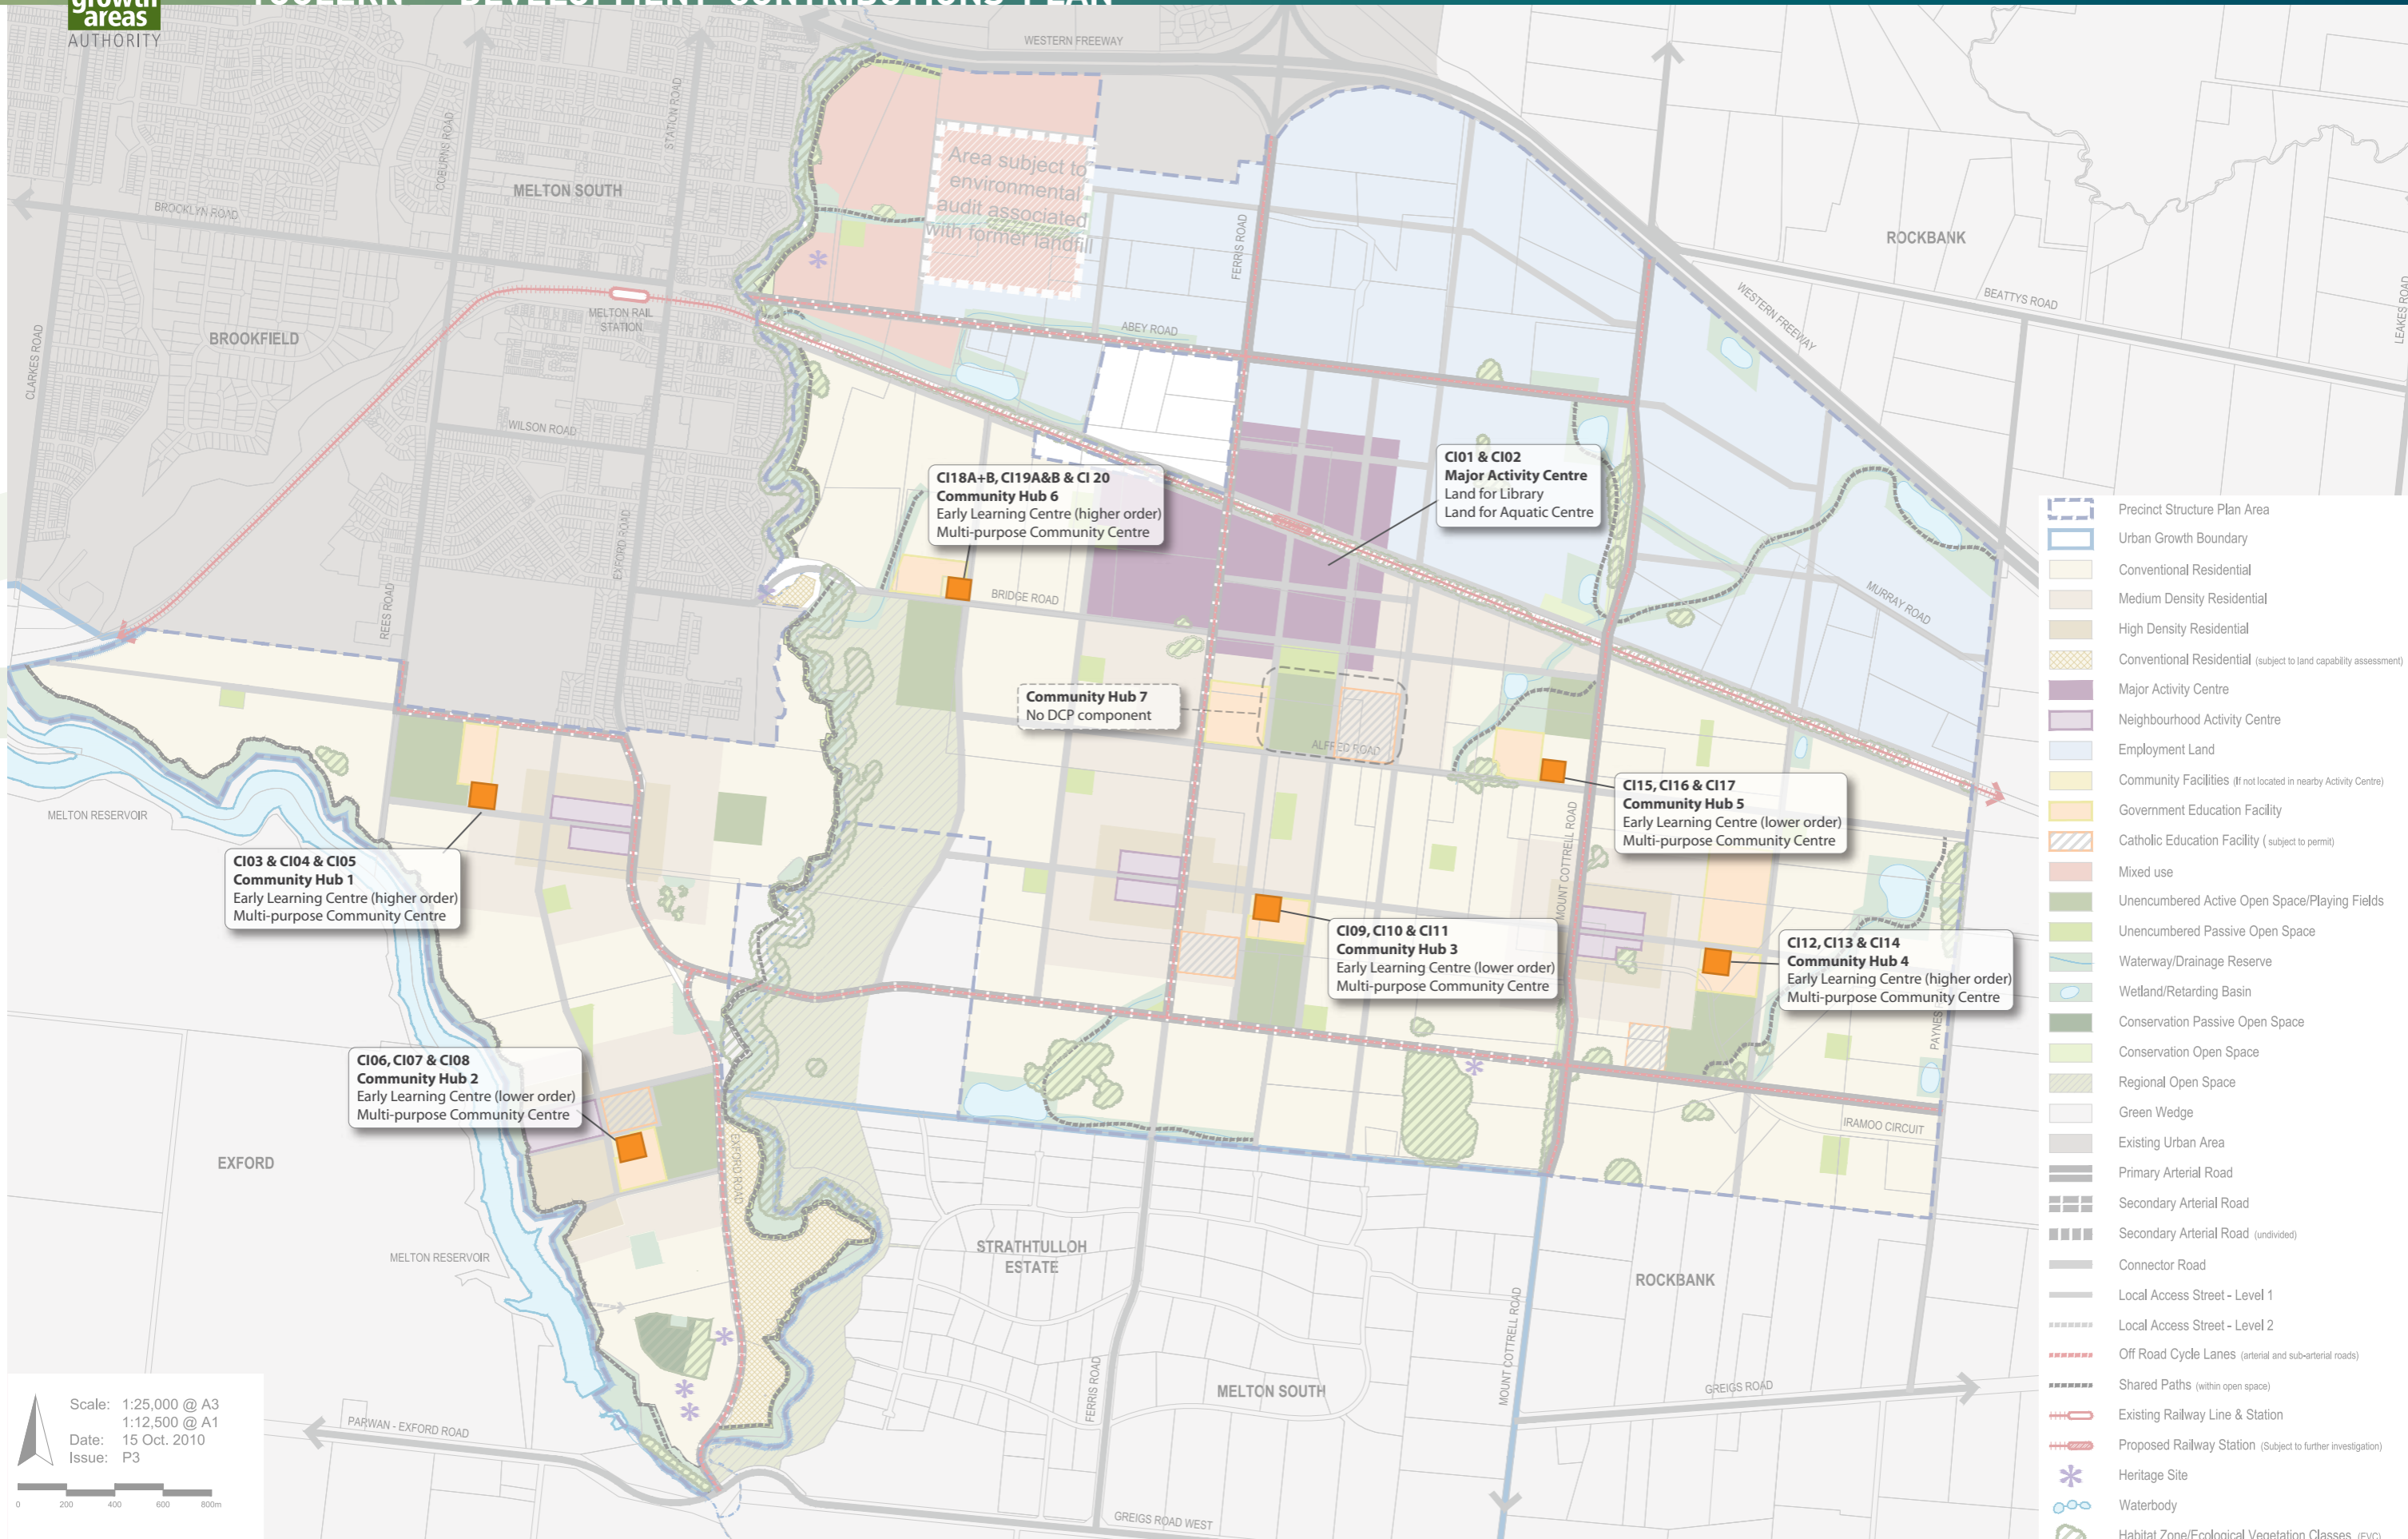 growth
areas
AUTHORITY
TOOLERN DEVELOPMENT CONTRIBUTIONS PLAN
WESTERN FREEWAY
COBURNS ROAD
STATION ROAD
MELTON SOUTH
BROOKLYN ROAD
Area subject to
environmental
audit associated
with former landfill
FERRIS ROAD
ROCKBANK
BEATTYS ROAD
LEAKES ROAD
WESTERN FREEWAY
CLARKES ROAD
BROOKFIELD
MELTON RAIL
STATION
ABEY ROAD
WILSON ROAD
CI18A+B, CI19A&B & CI 20
Community Hub 6
Early Learning Centre (higher order)
Multi-purpose Community Centre
CI01 & CI02
Major Activity Centre
Land for Library
Land for Aquatic Centre
EXFORD ROAD
REES ROAD
BRIDGE ROAD
MURRAY ROAD
Community Hub 7
No DCP component
ALFRED ROAD
MELTON RESERVOIR
CI15, CI16 & CI17
Community Hub 5
Early Learning Centre (lower order)
Multi-purpose Community Centre
MOUNT COTTRELL ROAD
CI03 & CI04 & CI05
Community Hub 1
Early Learning Centre (higher order)
Multi-purpose Community Centre
CI09, CI10 & CI11
Community Hub 3
Early Learning Centre (lower order)
Multi-purpose Community Centre
CI12, CI13 & CI14
Community Hub 4
Early Learning Centre (higher order)
Multi-purpose Community Centre
PAYNES
CI06, CI07 & CI08
Community Hub 2
Early Learning Centre (lower order)
Multi-purpose Community Centre
IRAMOO CIRCUIT
EXFORD
EXFORD ROAD
MELTON RESERVOIR
STRATHTULLOH
ESTATE
ROCKBANK
MOUNT COTTRELL ROAD
FERRIS ROAD
MELTON SOUTH
GREIGS ROAD
PARWAN - EXFORD ROAD
GREIGS ROAD WEST
Scale: 1:25,000 @ A3
1:12,500 @ A1
Date: 15 Oct. 2010
Issue: P3
0 200 400 600 800m
Precinct Structure Plan Area
Urban Growth Boundary
Conventional Residential
Medium Density Residential
High Density Residential
Conventional Residential (subject to land capability assessment)
Major Activity Centre
Neighbourhood Activity Centre
Employment Land
Community Facilities (If not located in nearby Activity Centre)
Government Education Facility
Catholic Education Facility ( subject to permit)
Mixed use
Unencumbered Active Open Space/Playing Fields
Unencumbered Passive Open Space
Waterway/Drainage Reserve
Wetland/Retarding Basin
Conservation Passive Open Space
Conservation Open Space
Regional Open Space
Green Wedge
Existing Urban Area
Primary Arterial Road
Secondary Arterial Road
Secondary Arterial Road (undivided)
Connector Road
Local Access Street - Level 1
Local Access Street - Level 2
Off Road Cycle Lanes (arterial and sub-arterial roads)
Shared Paths (within open space)
Existing Railway Line & Station
Proposed Railway Station (Subject to further investigation)
Heritage Site
Waterbody
Habitat Zone/Ecological Vegetation Classes (EVC)